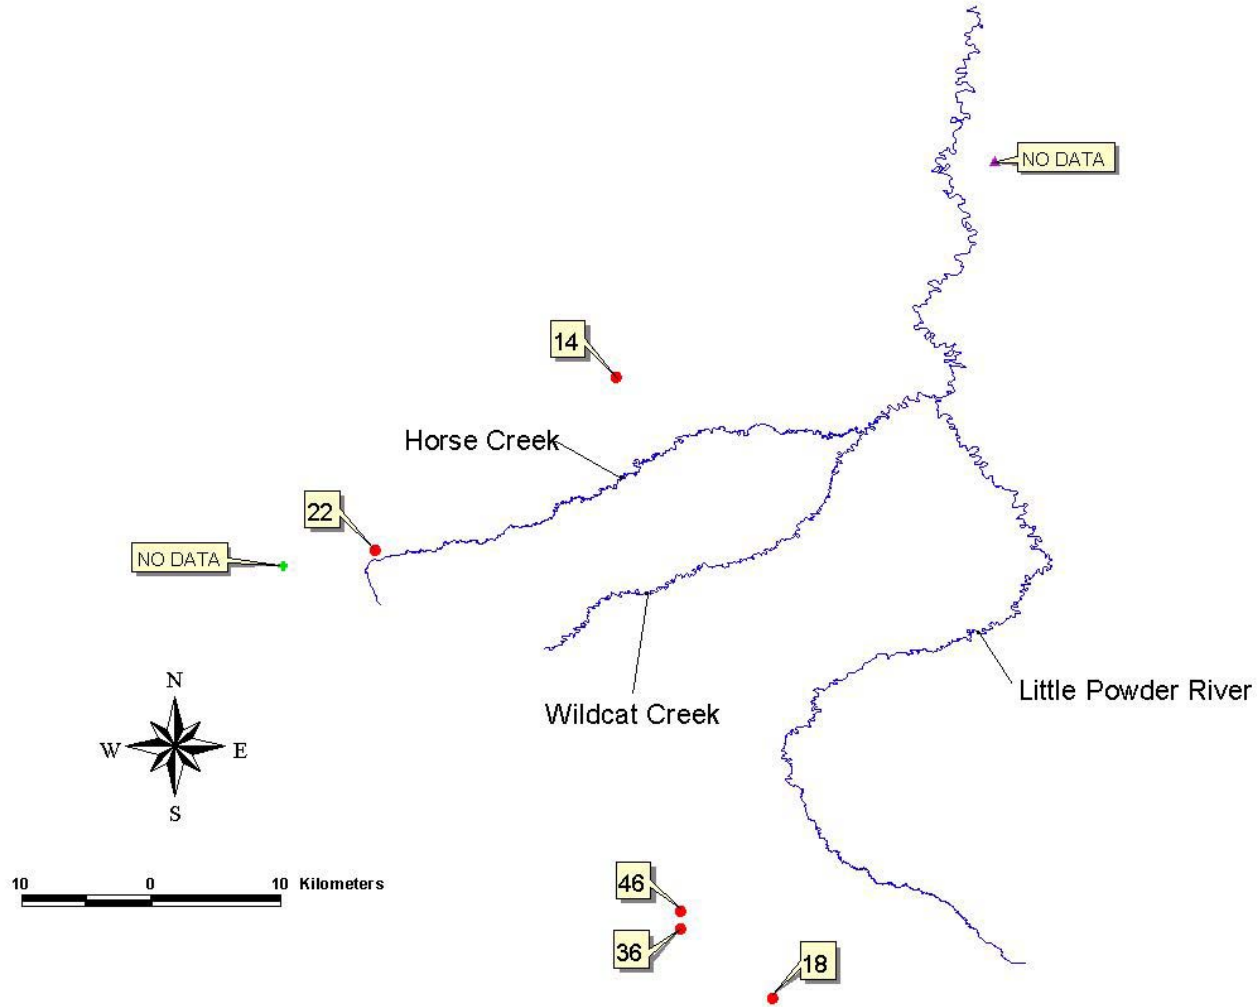 NO DATA
14
Horse Creek
22
NO DATA
Little Powder River
Wildcat Creek
N
W E
S
10 0 10 Kilometers
46
36
18